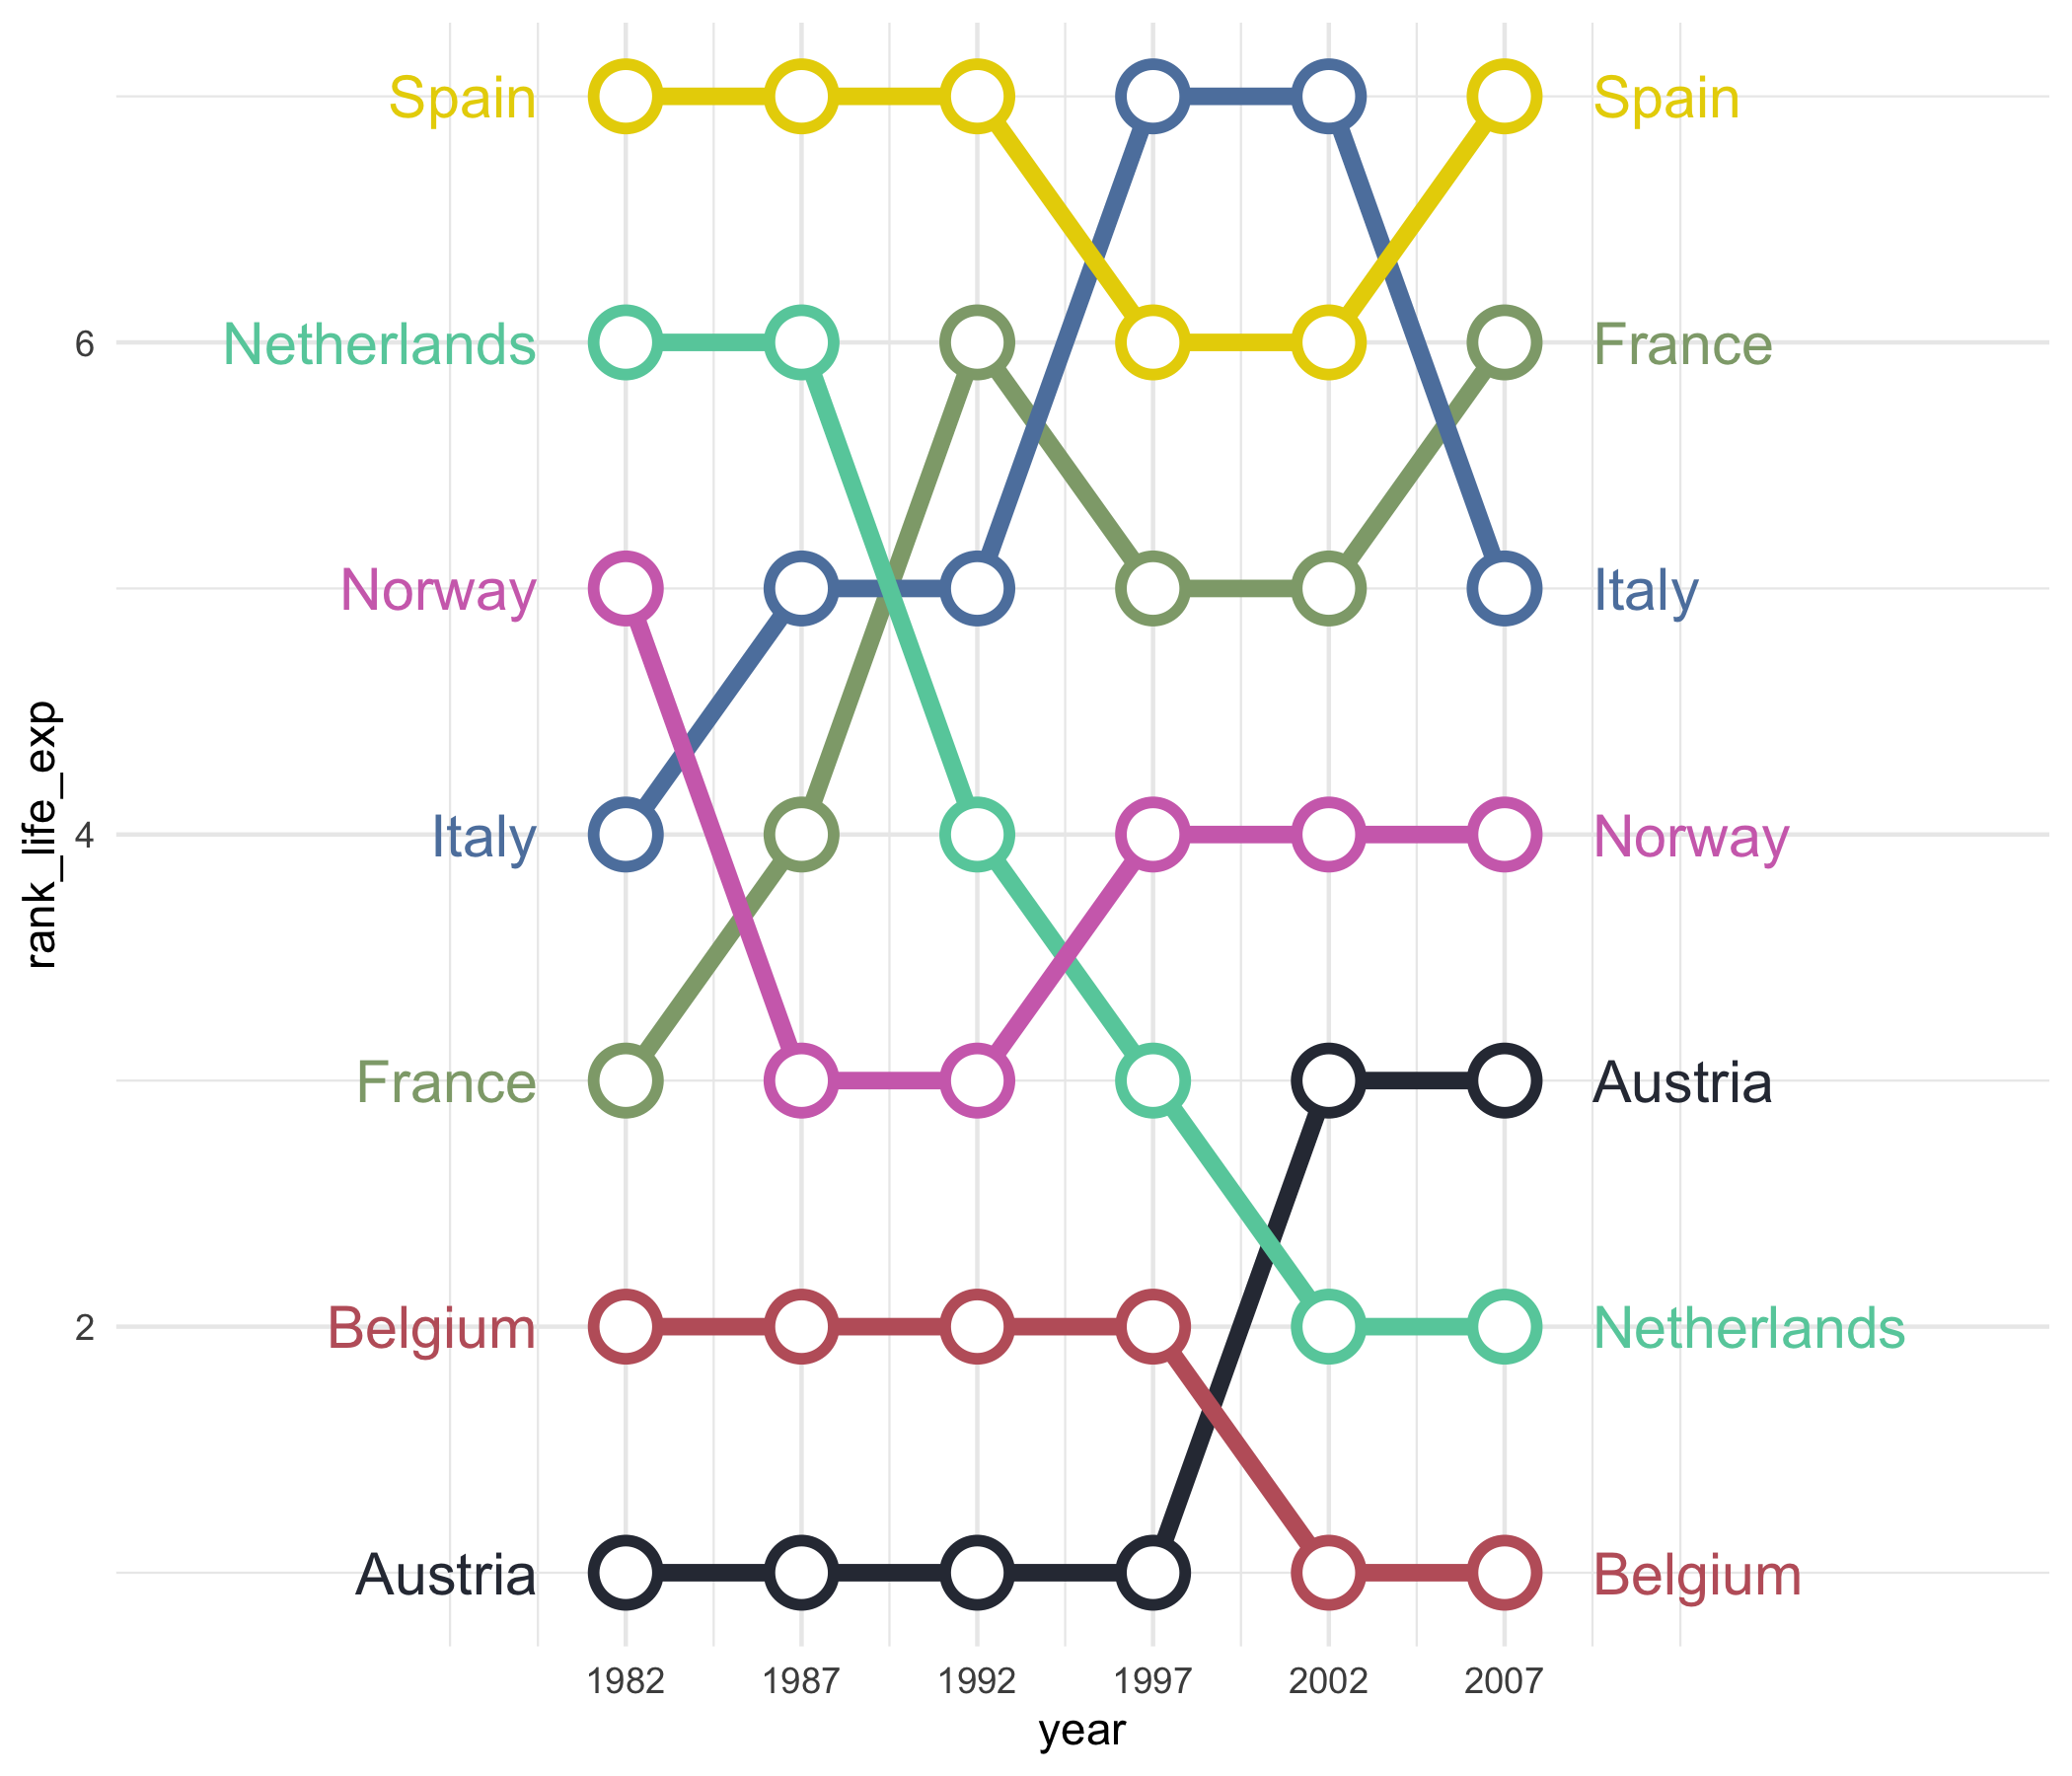 Spain
Spain
6
Netherlands
France
Norway
Italy
4
Italy
Norway
rank_life_exp
France
Austria
2
Belgium
Netherlands
Austria
Belgium
1982 1987 1992 1997 2002 2007
year